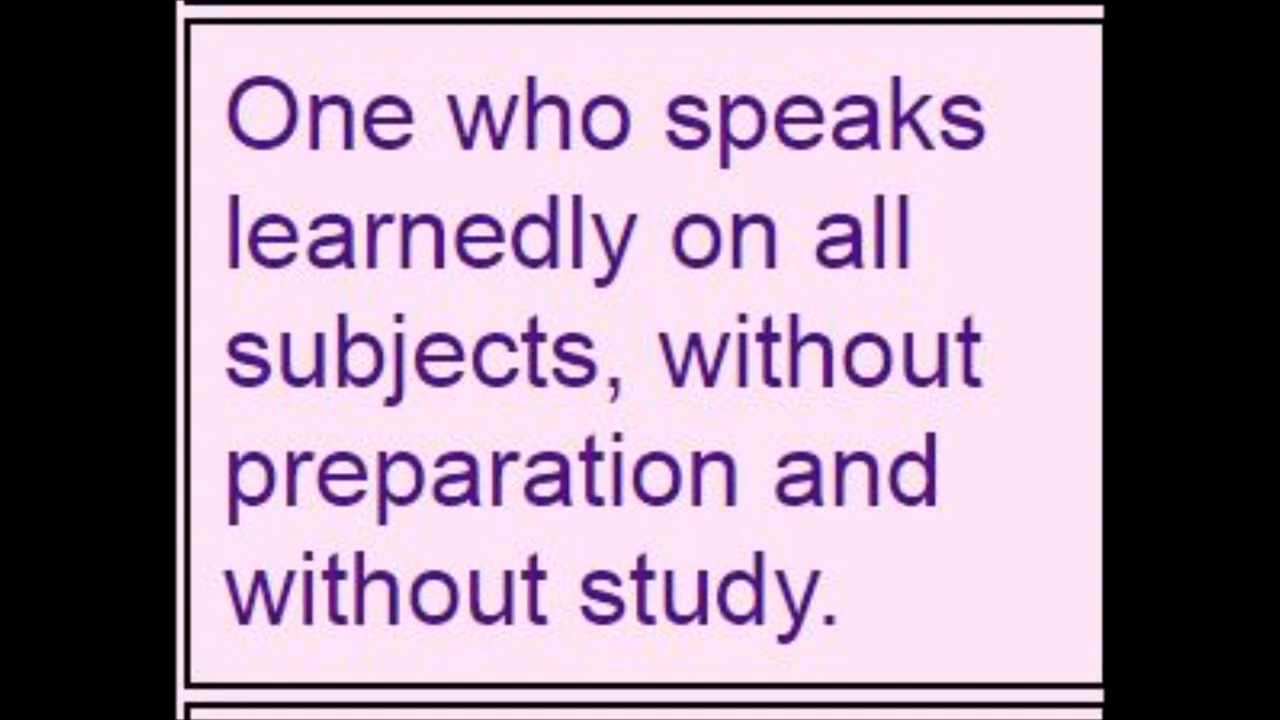 One who speaks
learnedly on all
subjects, without
preparation and
without study.